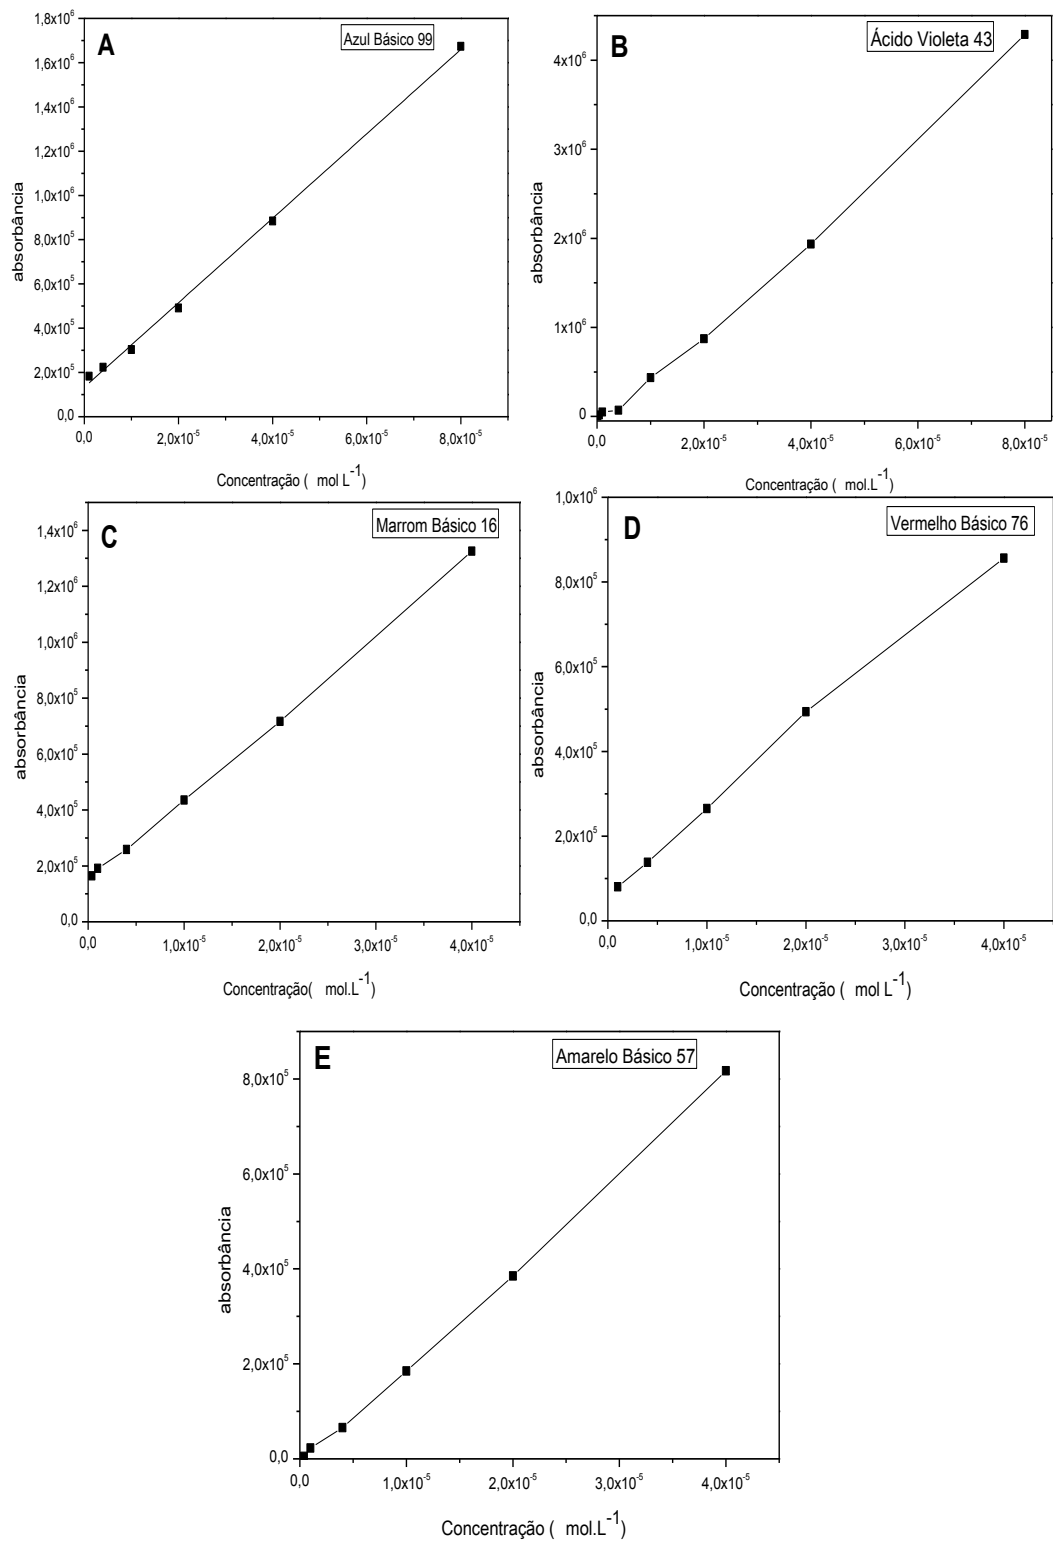 A
Azul Básico 99
absorbância
1,8x10⁶
1,6x10⁶
1,4x10⁶
1,2x10⁶
1,0x10⁶
8,0x10⁵
6,0x10⁵
4,0x10⁵
2,0x10⁵
0,0
0,0 2,0x10⁻⁵ 4,0x10⁻⁵ 6,0x10⁻⁵ 8,0x10⁻⁵
Concentração ( mol L⁻¹)
B
Ácido Violeta 43
absorbância
4x10⁶
3x10⁶
2x10⁶
1x10⁶
0
0,0 2,0x10⁻⁵ 4,0x10⁻⁵ 6,0x10⁻⁵ 8,0x10⁻⁵
Concentração ( mol.L⁻¹)
C
Marrom Básico 16
absorbância
1,4x10⁶
1,2x10⁶
1,0x10⁶
8,0x10⁵
6,0x10⁵
4,0x10⁵
2,0x10⁵
0,0
0,0 1,0x10⁻⁵ 2,0x10⁻⁵ 3,0x10⁻⁵ 4,0x10⁻⁵
Concentração( mol.L⁻¹)
D
Vermelho Básico 76
absorbância
1,0x10⁶
8,0x10⁵
6,0x10⁵
4,0x10⁵
2,0x10⁵
0,0
0,0 1,0x10⁻⁵ 2,0x10⁻⁵ 3,0x10⁻⁵ 4,0x10⁻⁵
Concentração ( mol L⁻¹)
E
Amarelo Básico 57
absorbância
8,0x10⁵
6,0x10⁵
4,0x10⁵
2,0x10⁵
0,0
0,0 1,0x10⁻⁵ 2,0x10⁻⁵ 3,0x10⁻⁵ 4,0x10⁻⁵
Concentração ( mol.L⁻¹)